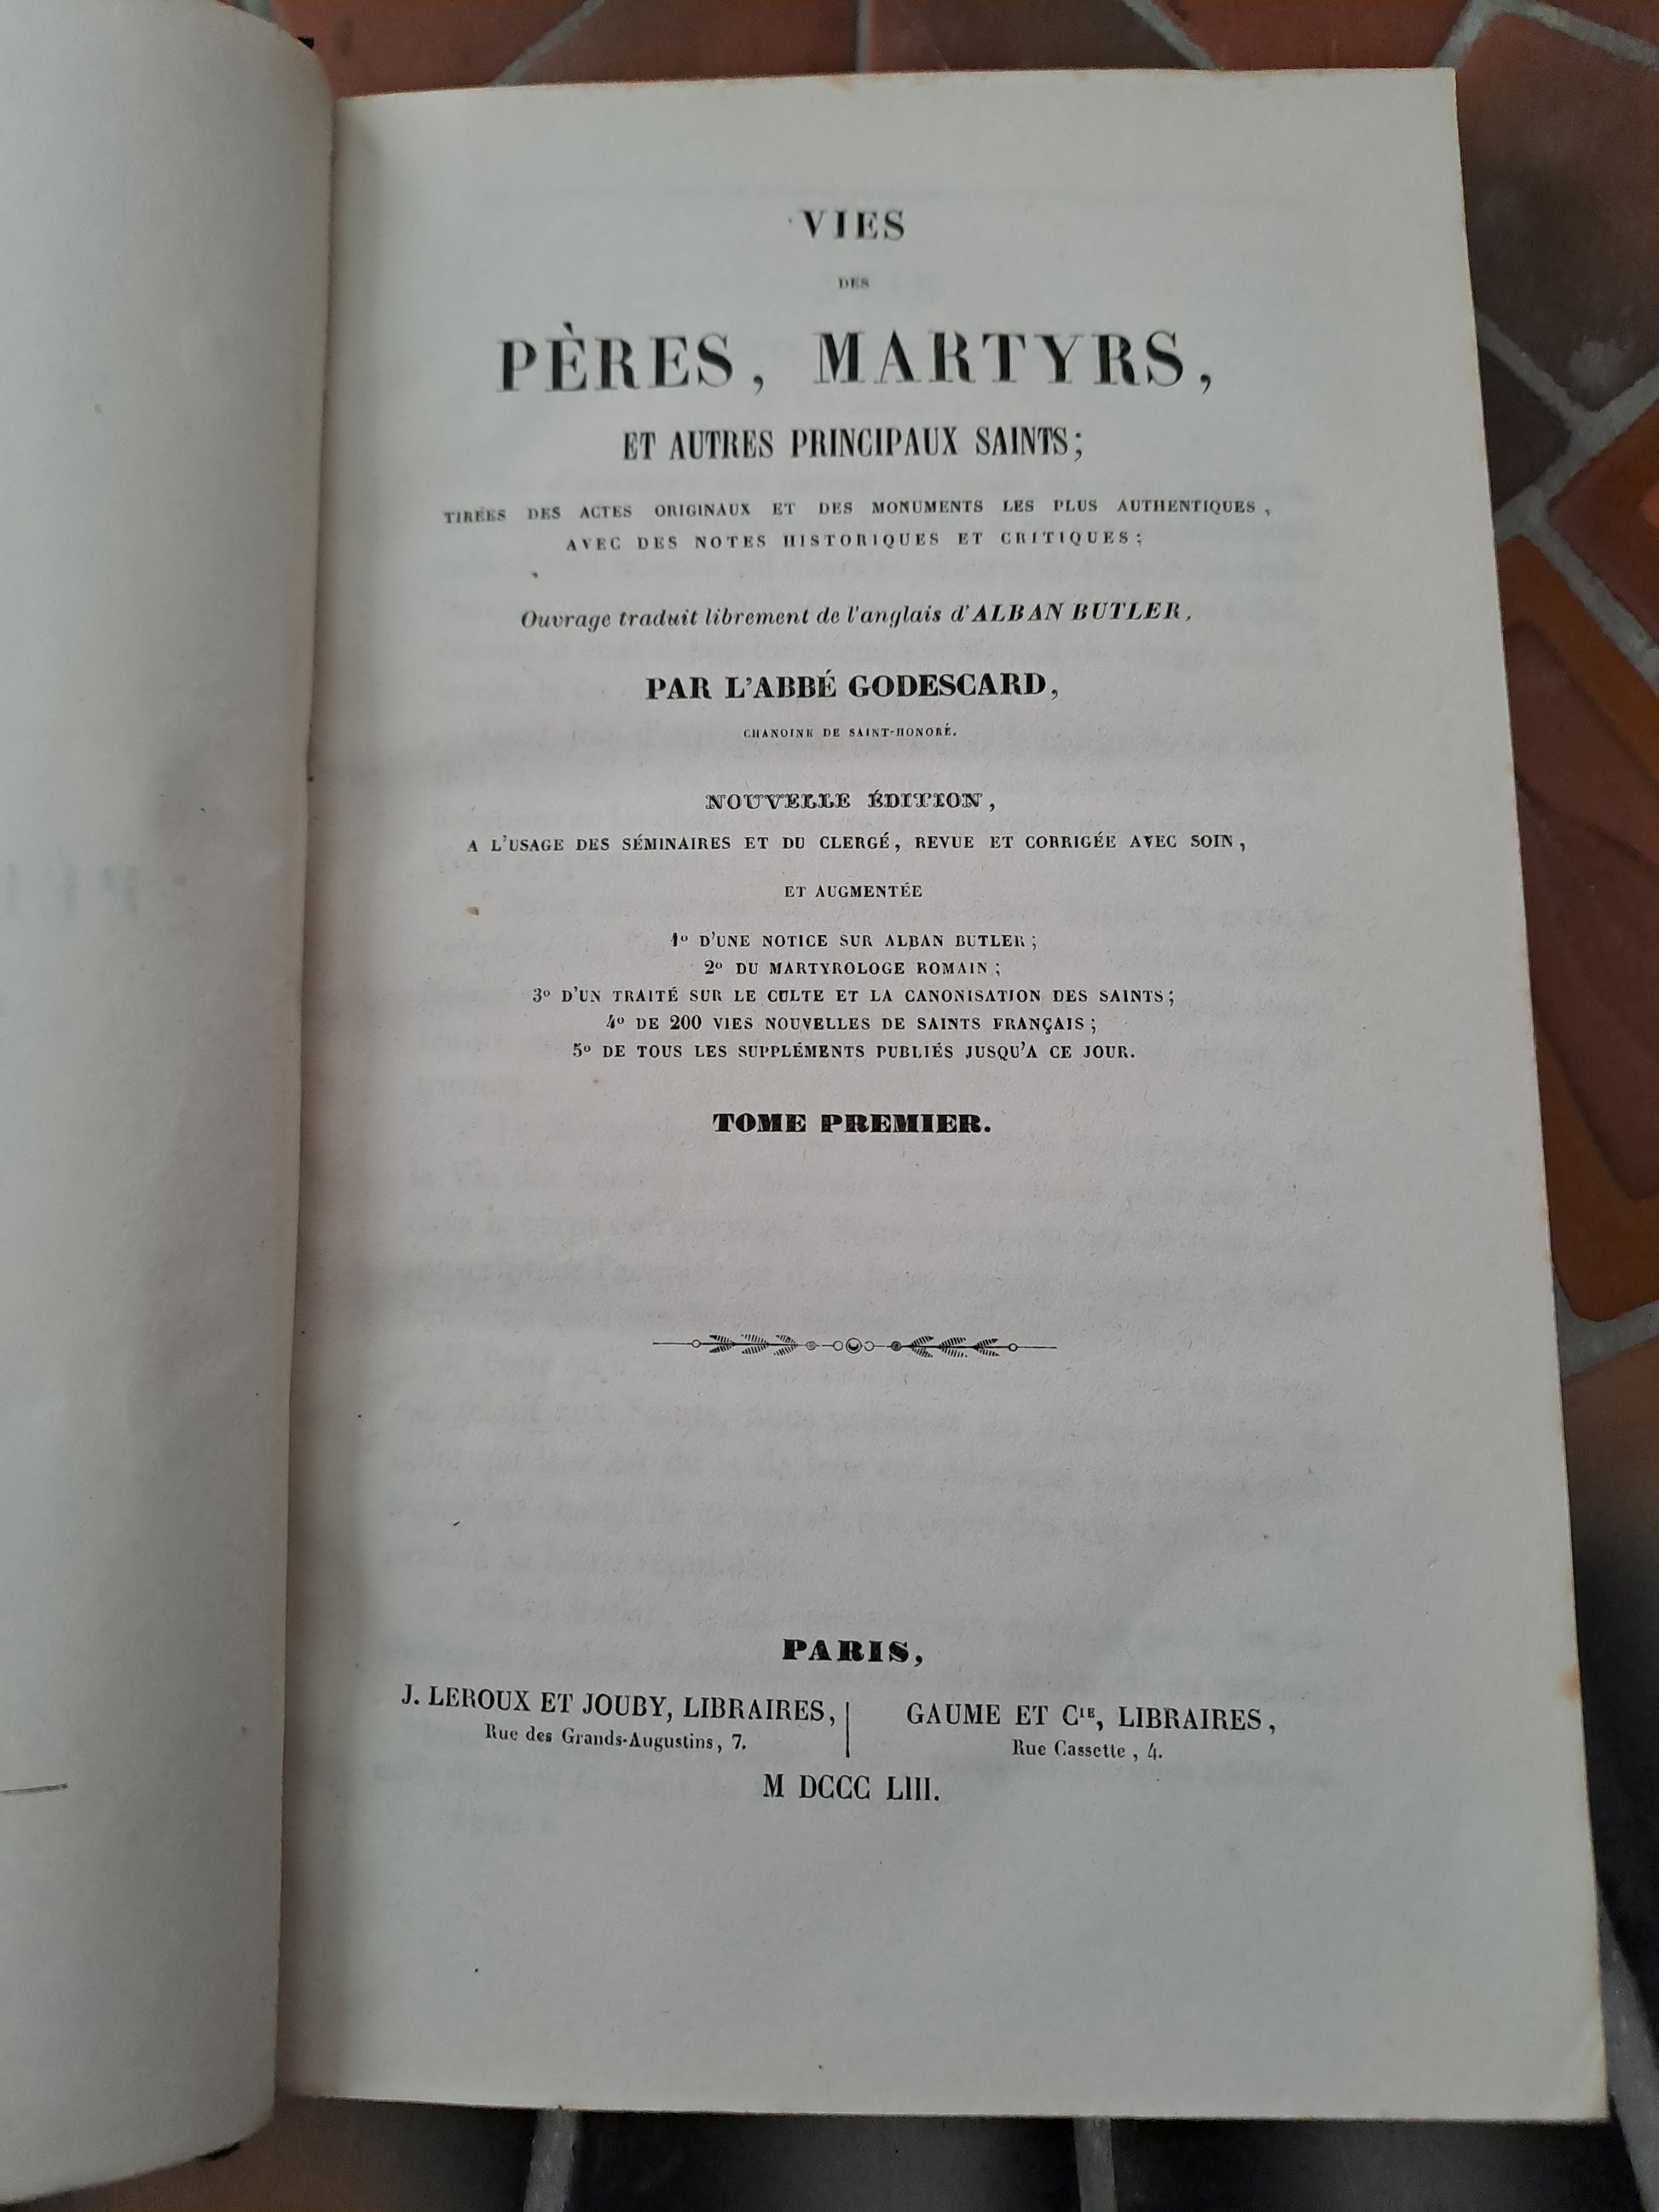 VIES
DES
PÈRES, MARTYRS,
ET AUTRES PRINCIPAUX SAINTS;
TIRÉES DES ACTES ORIGINAUX ET DES MONUMENTS LES PLUS AUTHENTIQUES,
AVEC DES NOTES HISTORIQUES ET CRITIQUES;
Ouvrage traduit librement de l'anglais d'ALBAN BUTLER,
PAR L'ABBÉ GODESCARD,
CHANOINE DE SAINT-HONORÉ.
NOUVELLE ÉDITION,
A L'USAGE DES SÉMINAIRES ET DU CLERGÉ, REVUE ET CORRIGÉE AVEC SOIN,
ET AUGMENTÉE
1º D'UNE NOTICE SUR ALBAN BUTLER;
2º DU MARTYROLOGE ROMAIN;
3º D'UN TRAITÉ SUR LE CULTE ET LA CANONISATION DES SAINTS;
4º DE 200 VIES NOUVELLES DE SAINTS FRANÇAIS;
5º DE TOUS LES SUPPLÉMENTS PUBLIÉS JUSQU'A CE JOUR.
TOME PREMIER.
PARIS,
J. LEROUX ET JOUBY, LIBRAIRES,
Rue des Grands-Augustins, 7.
GAUME ET CIE, LIBRAIRES,
Rue Cassette, 4.
M DCCC LIII.